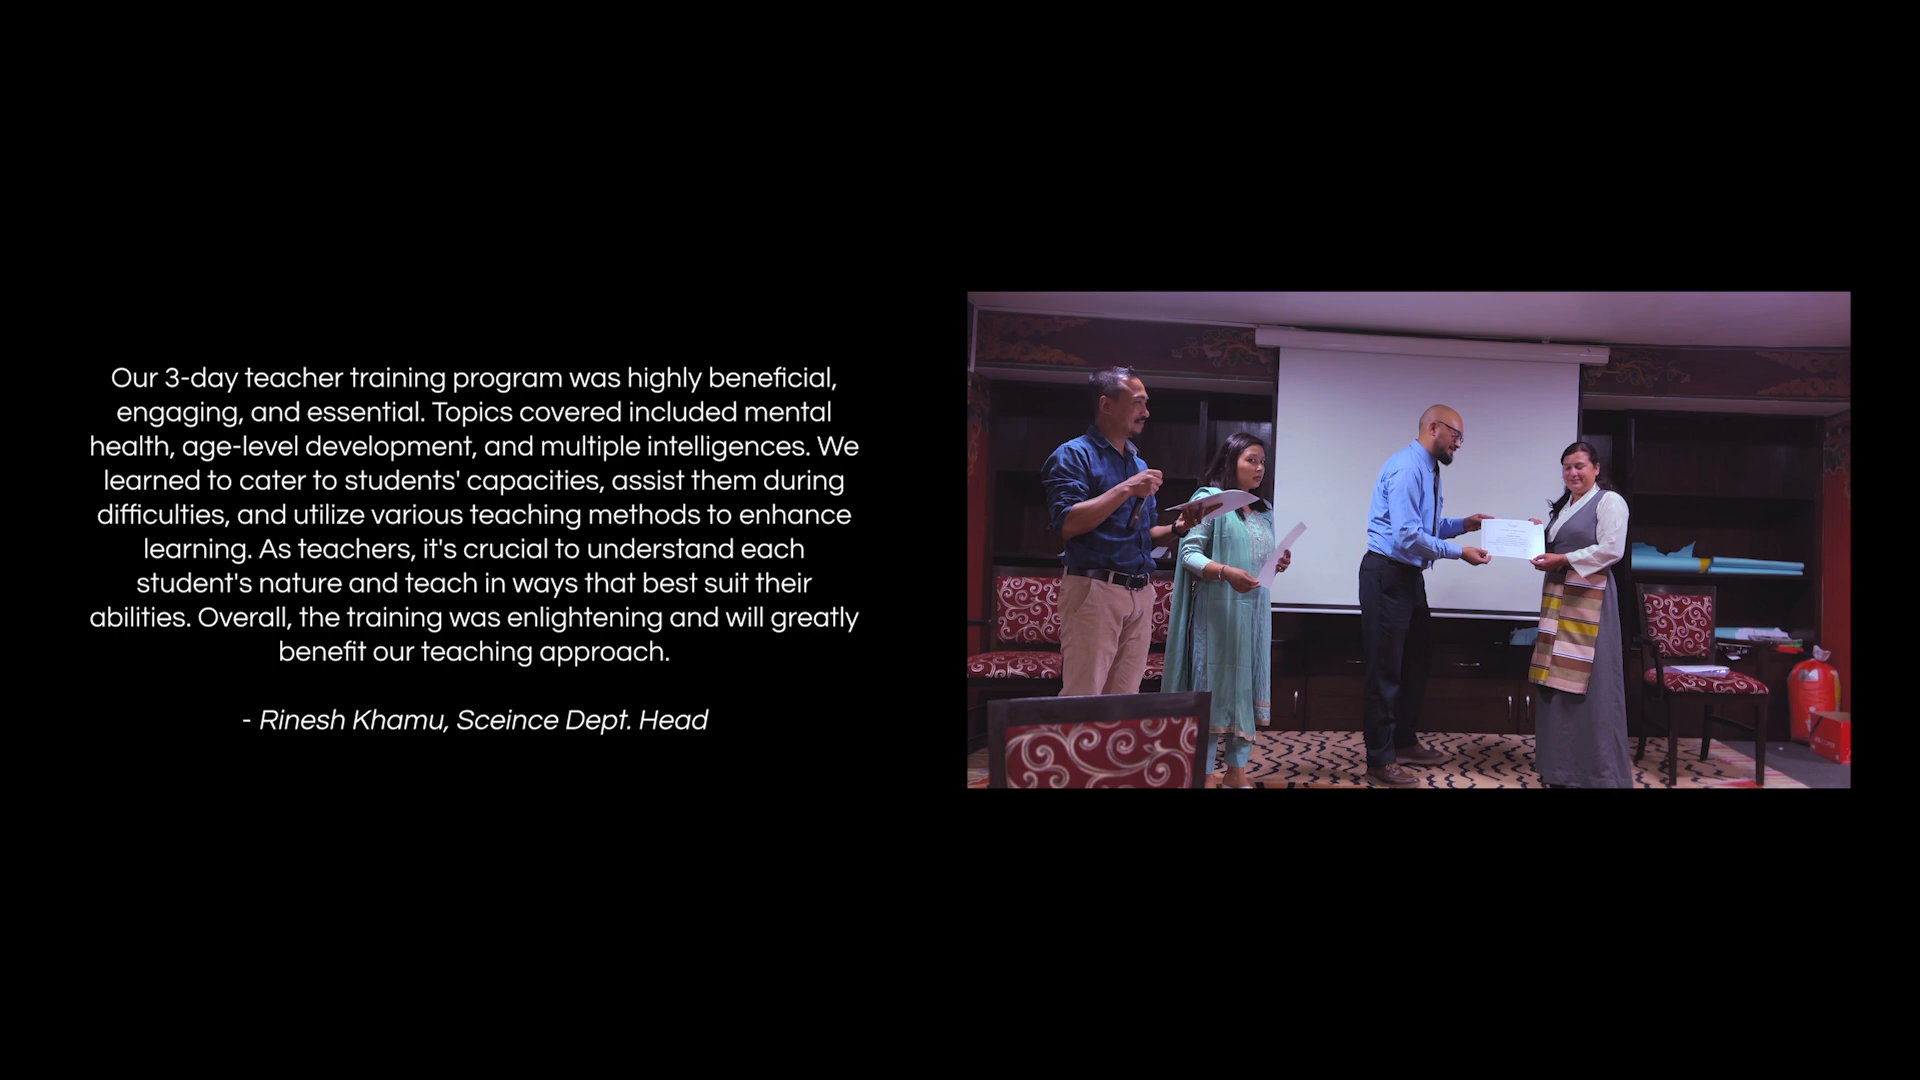 Our 3-day teacher training program was highly beneficial,
engaging, and essential. Topics covered included mental
health, age-level development, and multiple intelligences. We
learned to cater to students' capacities, assist them during
difficulties, and utilize various teaching methods to enhance
learning. As teachers, it's crucial to understand each
student's nature and teach in ways that best suit their
abilities. Overall, the training was enlightening and will greatly
benefit our teaching approach.
- Rinesh Khamu, Sceince Dept. Head